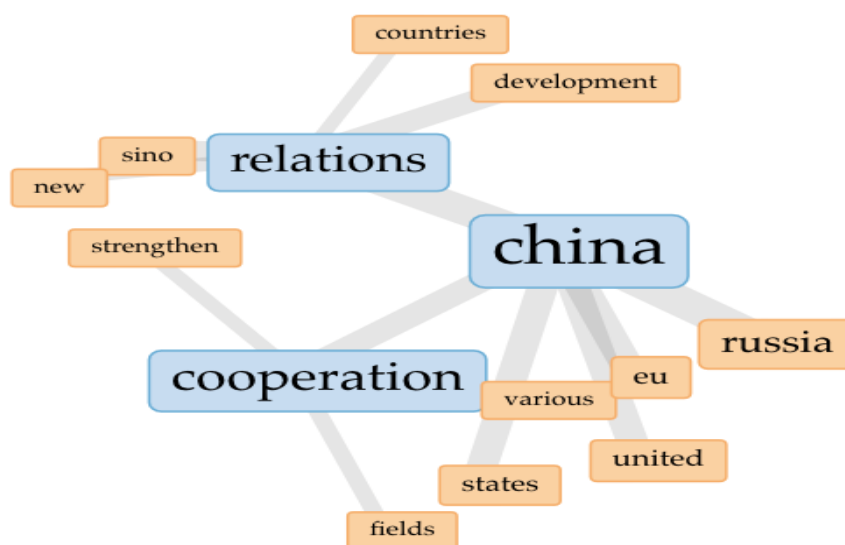 countries
development
sino
relations
new
strengthen
china
russia
cooperation
eu
various
united
states
fields